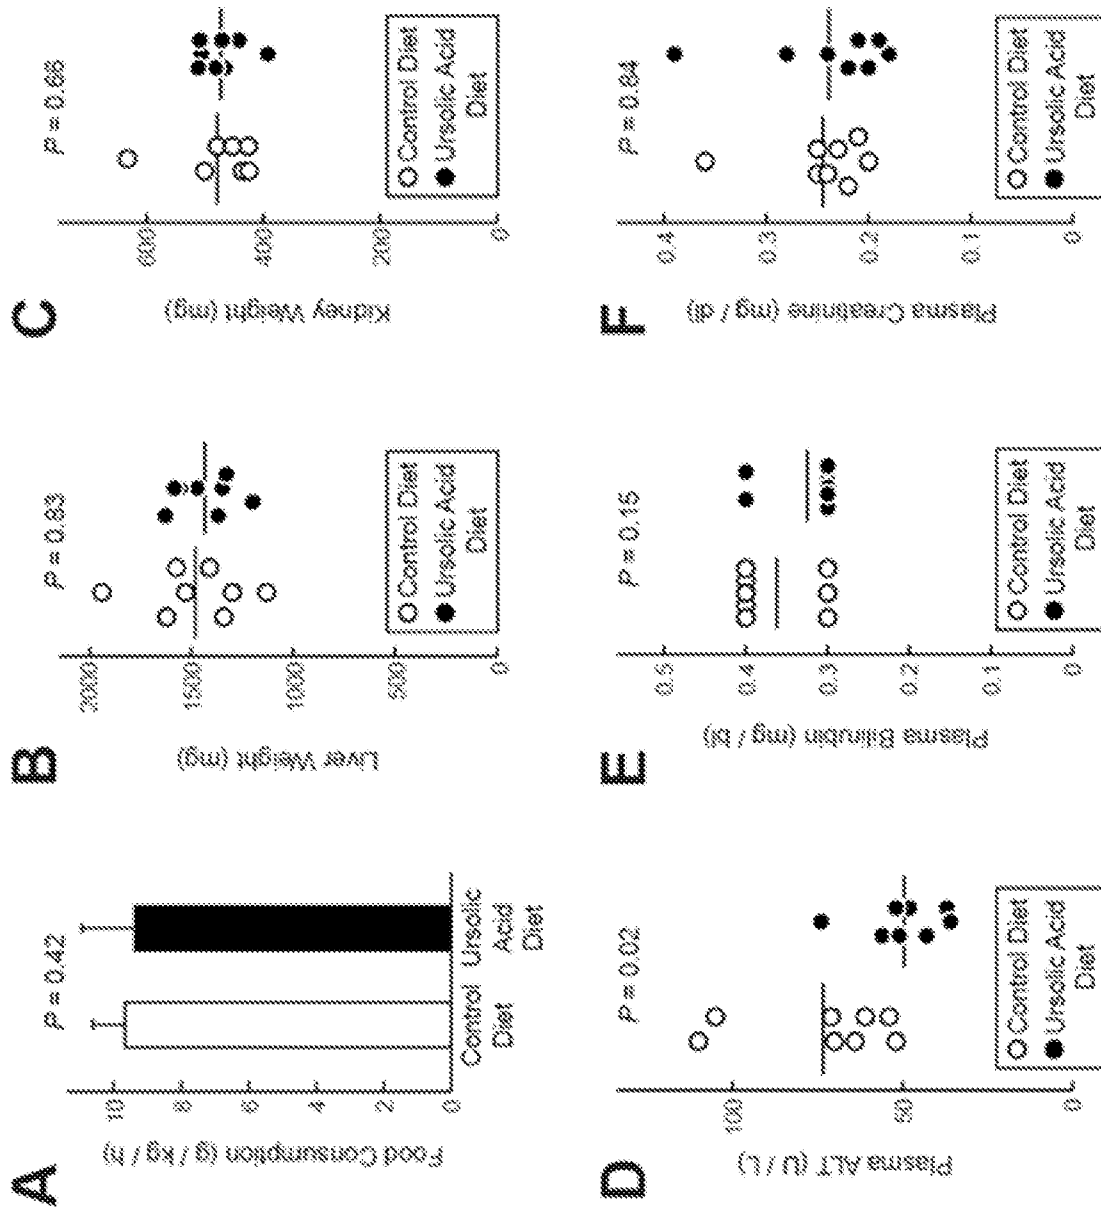 A
P = 0.42
Food Consumption (g / kg / h)
10
8
6
4
2
0
Control
Diet
Ursolic
Acid
Diet
B
P = 0.83
Liver Weight (mg)
2000
1500
1000
500
0
Control Diet
Ursolic Acid
Diet
C
P = 0.66
Kidney Weight (mg)
600
400
200
0
Control Diet
Ursolic Acid
Diet
D
P = 0.02
Plasma ALT (U / L)
100
50
0
Control Diet
Ursolic Acid
Diet
E
P = 0.15
Plasma Bilirubin (mg / dl)
0.5
0.4
0.3
0.2
0.1
0
Control Diet
Ursolic Acid
Diet
F
P = 0.84
Plasma Creatinine (mg / dl)
0.4
0.3
0.2
0.1
0
Control Diet
Ursolic Acid
Diet